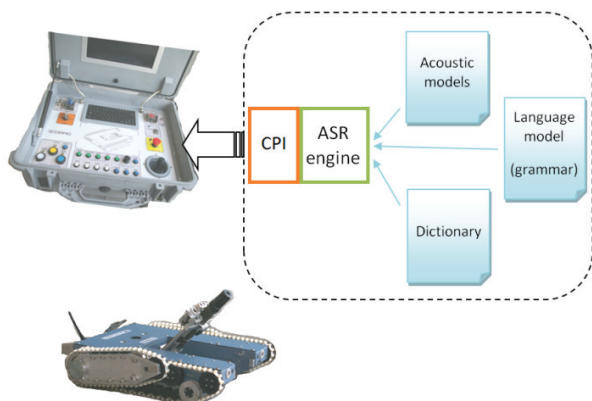 Acoustic
models
CPI
ASR
engine
Language
model
(grammar)
Dictionary